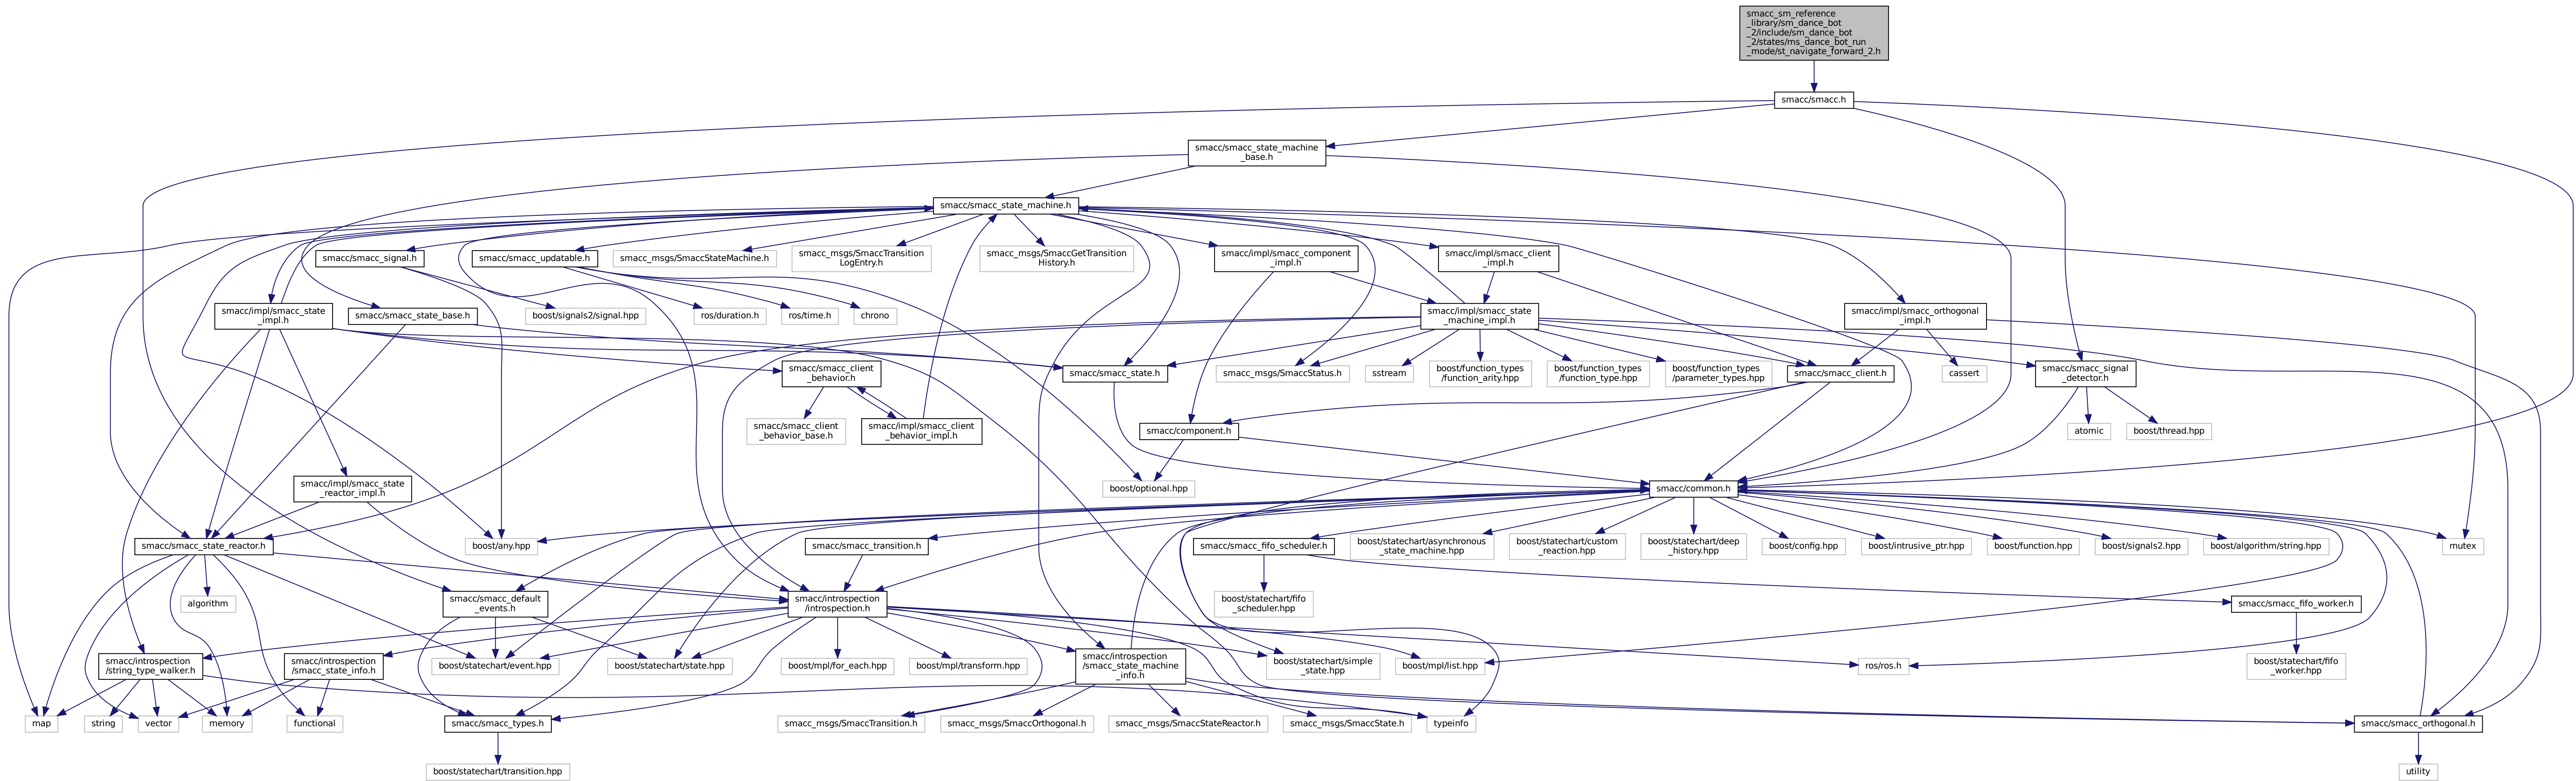 smacc_sm_reference
_library/sm_dance_bot
_2/include/sm_dance_bot
_2/states/ms_dance_bot_run
_mode/st_navigate_forward_2.h
smacc/smacc.h
smacc/smacc_state_machine
_base.h
smacc/smacc_state_machine.h
smacc/smacc_signal.h
smacc/smacc_updatable.h
smacc_msgs/SmaccStateMachine.h
smacc_msgs/SmaccTransition
LogEntry.h
smacc_msgs/SmaccGetTransition
History.h
smacc/impl/smacc_component
_impl.h
smacc/impl/smacc_client
_impl.h
smacc/impl/smacc_state
_impl.h
smacc/smacc_state_base.h
boost/signals2/signal.hpp
ros/duration.h
ros/time.h
chrono
smacc/impl/smacc_state
_machine_impl.h
smacc/impl/smacc_orthogonal
_impl.h
smacc/smacc_client
_behavior.h
smacc/smacc_state.h
smacc_msgs/SmaccStatus.h
sstream
boost/function_types
/function_arity.hpp
boost/function_types
/function_type.hpp
boost/function_types
/parameter_types.hpp
smacc/smacc_client.h
cassert
smacc/smacc_signal
_detector.h
smacc/smacc_client
_behavior_base.h
smacc/impl/smacc_client
_behavior_impl.h
smacc/component.h
atomic
boost/thread.hpp
smacc/impl/smacc_state
_reactor_impl.h
boost/optional.hpp
smacc/common.h
smacc/smacc_state_reactor.h
boost/any.hpp
smacc/smacc_transition.h
smacc/smacc_fifo_scheduler.h
boost/statechart/asynchronous
_state_machine.hpp
boost/statechart/custom
_reaction.hpp
boost/statechart/deep
_history.hpp
boost/config.hpp
boost/intrusive_ptr.hpp
boost/function.hpp
boost/signals2.hpp
boost/algorithm/string.hpp
mutex
algorithm
smacc/smacc_default
_events.h
smacc/introspection
/introspection.h
boost/statechart/fifo
_scheduler.hpp
smacc/smacc_fifo_worker.h
smacc/introspection
/string_type_walker.h
smacc/introspection
/smacc_state_info.h
boost/statechart/event.hpp
boost/statechart/state.hpp
boost/mpl/for_each.hpp
boost/mpl/transform.hpp
smacc/introspection
/smacc_state_machine
_info.h
boost/statechart/simple
_state.hpp
boost/mpl/list.hpp
ros/ros.h
boost/statechart/fifo
_worker.hpp
map
string
vector
memory
functional
smacc/smacc_types.h
smacc_msgs/SmaccTransition.h
smacc_msgs/SmaccOrthogonal.h
smacc_msgs/SmaccStateReactor.h
smacc_msgs/SmaccState.h
typeinfo
smacc/smacc_orthogonal.h
boost/statechart/transition.hpp
utility